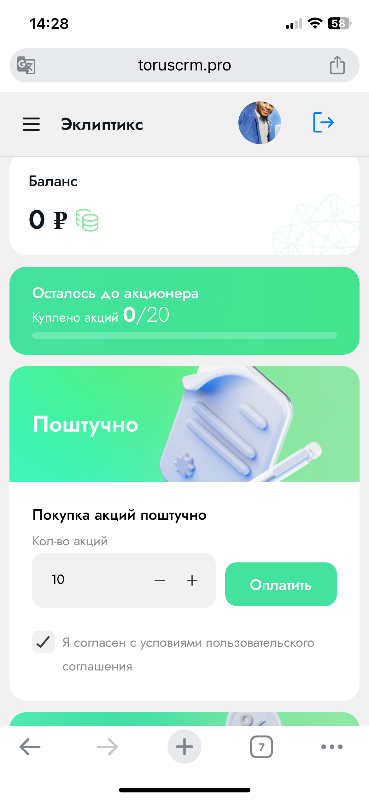 14:28
58
toruscrm.pro
Эклиптикс
Баланс
0 ₽
Осталось до акционера
Куплено акций 0/20
Поштучно
Покупка акций поштучно
Кол-во акций
10
Оплатить
Я согласен с условиями пользовательского
соглашения
7